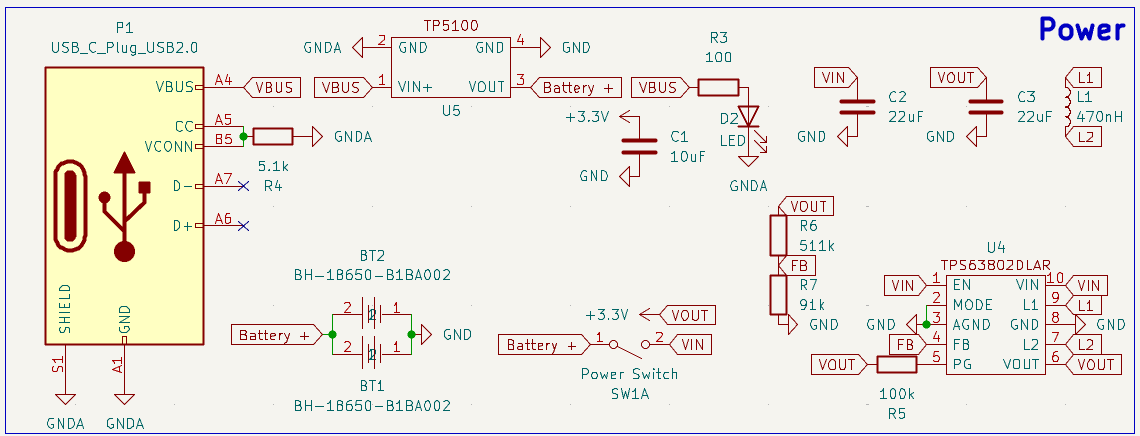 Power
P1
USB_C_Plug_USB2.0
VBUS A4 VBUS
CC A5
VCONN B5
GNDA
5.1k
R4
D- A7
D+ A6
SHIELD
GND
S1
A1
GNDA
GNDA
TP5100
GNDA 2 GND GND 4 GND
VBUS 1 VIN+ VOUT 3 Battery +
U5
R3
100
VBUS
D2
LED
GNDA
+3.3V
C1
10uF
GND
VIN
C2
22uF
GND
VOUT
C3
22uF
GND
L1
L1
470nH
L2
BT2
BH-18650-B1BA002
2 2 1
Battery +
GND
2 2 1
BT1
BH-18650-B1BA002
+3.3V VOUT
Battery + 1 2 VIN
Power Switch
SW1A
VOUT
R6
511k
FB
R7
91k
GND
U4
TPS63802DLAR
VIN 1 EN VIN 10 VIN
2 MODE L1 9 L1
GND 3 AGND GND 8 GND
FB 4 FB L2 7 L2
VOUT 5 PG VOUT 6 VOUT
100k
R5